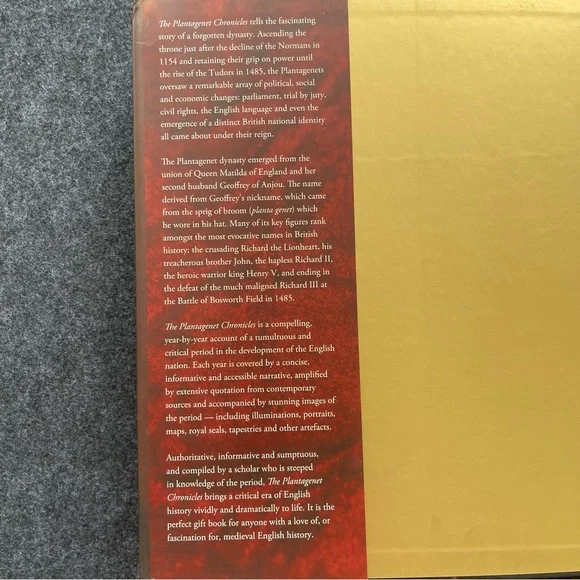 The Plantagenet Chronicles tells the fascinating
story of a forgotten dynasty. Ascending the
throne just after the decline of the Normans in
1154 and retaining their grip on power until
the rise of the Tudors in 1485, the Plantagenets
oversaw a remarkable array of political, social
and economic changes: parliament, trial by jury,
civil rights, the English language and even the
emergence of a distinct British national identity
all came about under their reign.
The Plantagenet dynasty emerged from the
union of Queen Matilda of England and her
second husband Geoffrey of Anjou. The name
derived from Geoffrey's nickname, which came
from the sprig of broom (planta genet) which
he wore in his hat. Many of its key figures rank
amongst the most evocative names in British
history: the crusading Richard the Lionheart, his
treacherous brother John, the hapless Richard II,
the heroic warrior king Henry V, and ending in
the defeat of the much maligned Richard III at
the Battle of Bosworth Field in 1485.
The Plantagenet Chronicles is a compelling,
year-by-year account of a tumultuous and
critical period in the development of the English
nation. Each year is covered by a concise,
informative and accessible narrative, amplified
by extensive quotation from contemporary
sources and accompanied by stunning images of
the period — including illuminations, portraits,
maps, royal seals, tapestries and other artefacts.
Authoritative, informative and sumptuous,
and compiled by a scholar who is steeped
in knowledge of the period, The Plantagenet
Chronicles brings a critical era of English
history vividly and dramatically to life. It is the
perfect gift book for anyone with a love of, or
fascination for, medieval English history.